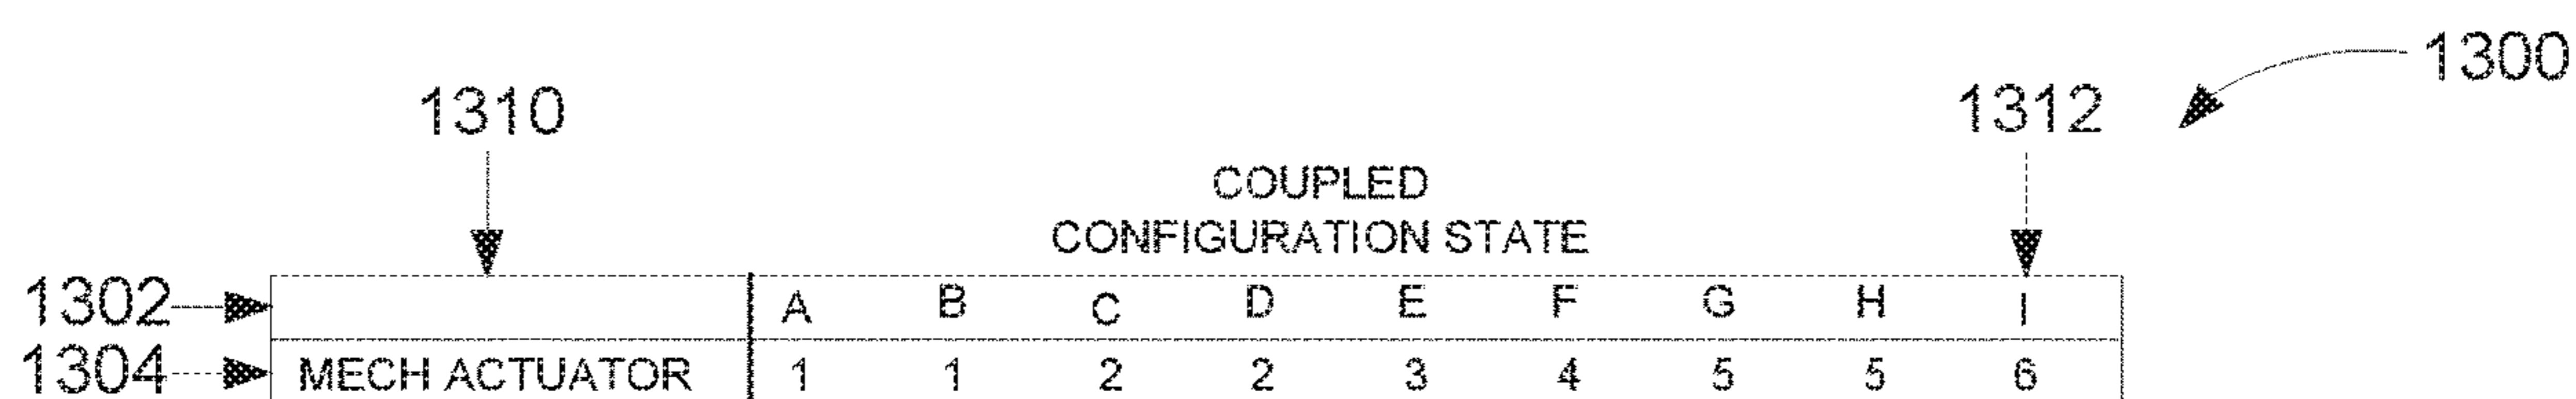 1300
1310 1312
COUPLED
CONFIGURATION STATE
1302 A B C D E F G H I
1304 MECH ACTUATOR 1 1 2 2 3 4 5 5 6